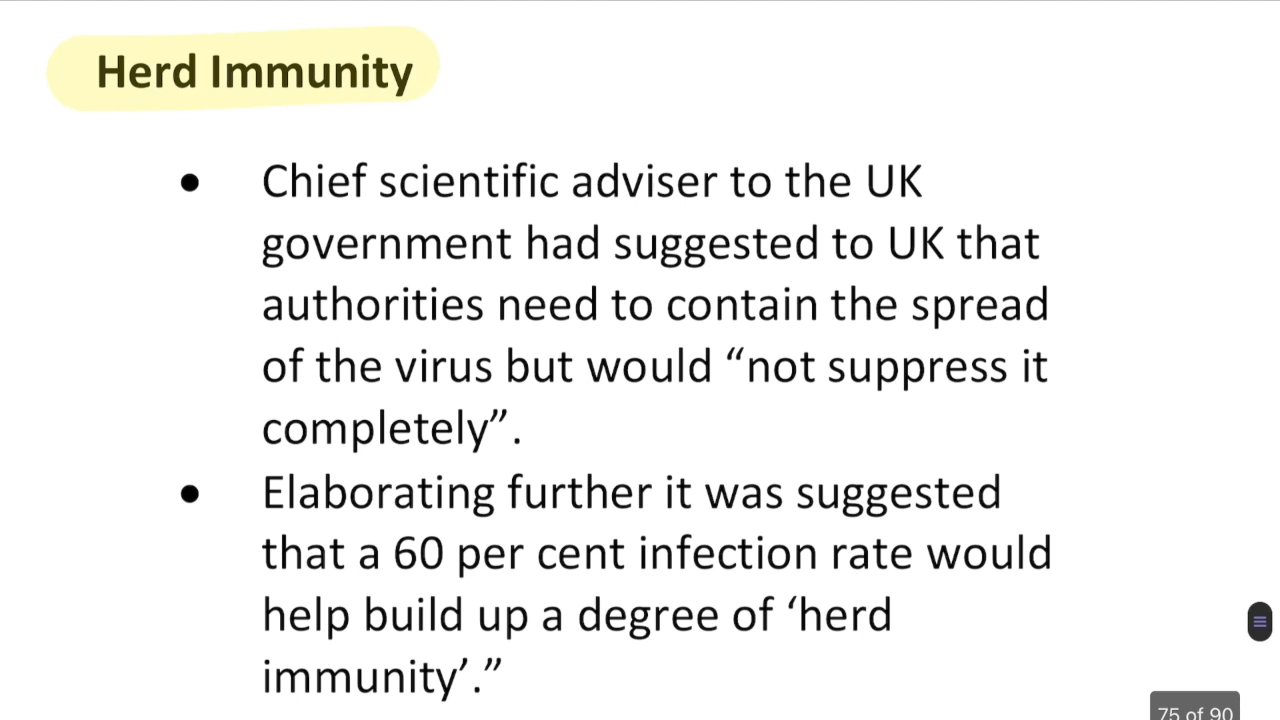 Herd Immunity
• Chief scientific adviser to the UK
government had suggested to UK that
authorities need to contain the spread
of the virus but would “not suppress it
completely”.
• Elaborating further it was suggested
that a 60 per cent infection rate would
help build up a degree of ‘herd
immunity’.”
75 of 90